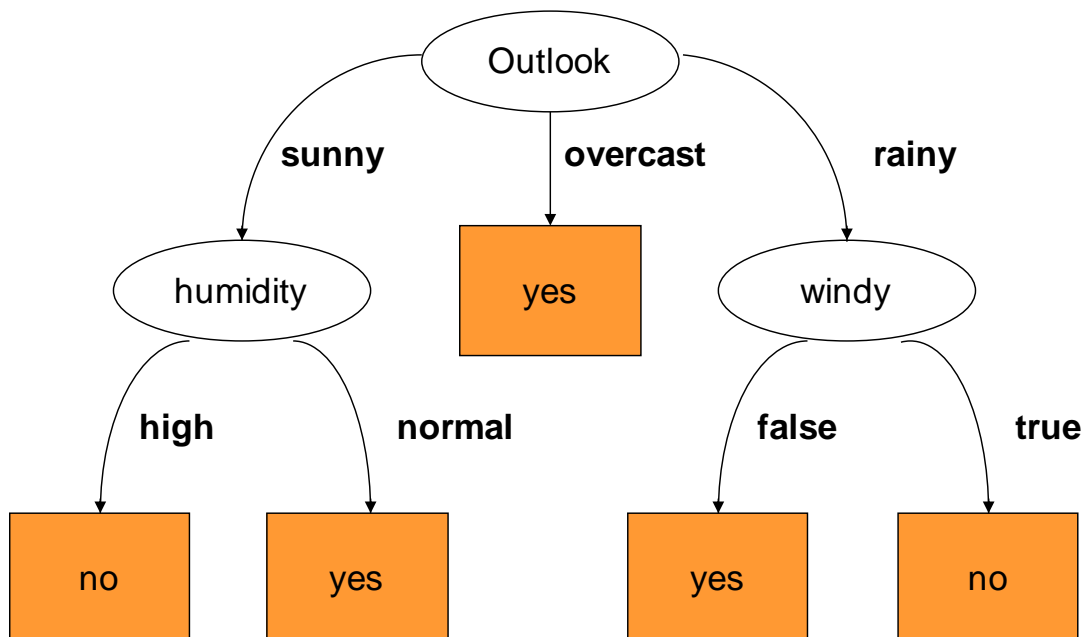 Outlook
sunny
overcast
rainy
humidity
yes
windy
high
normal
false
true
no
yes
yes
no